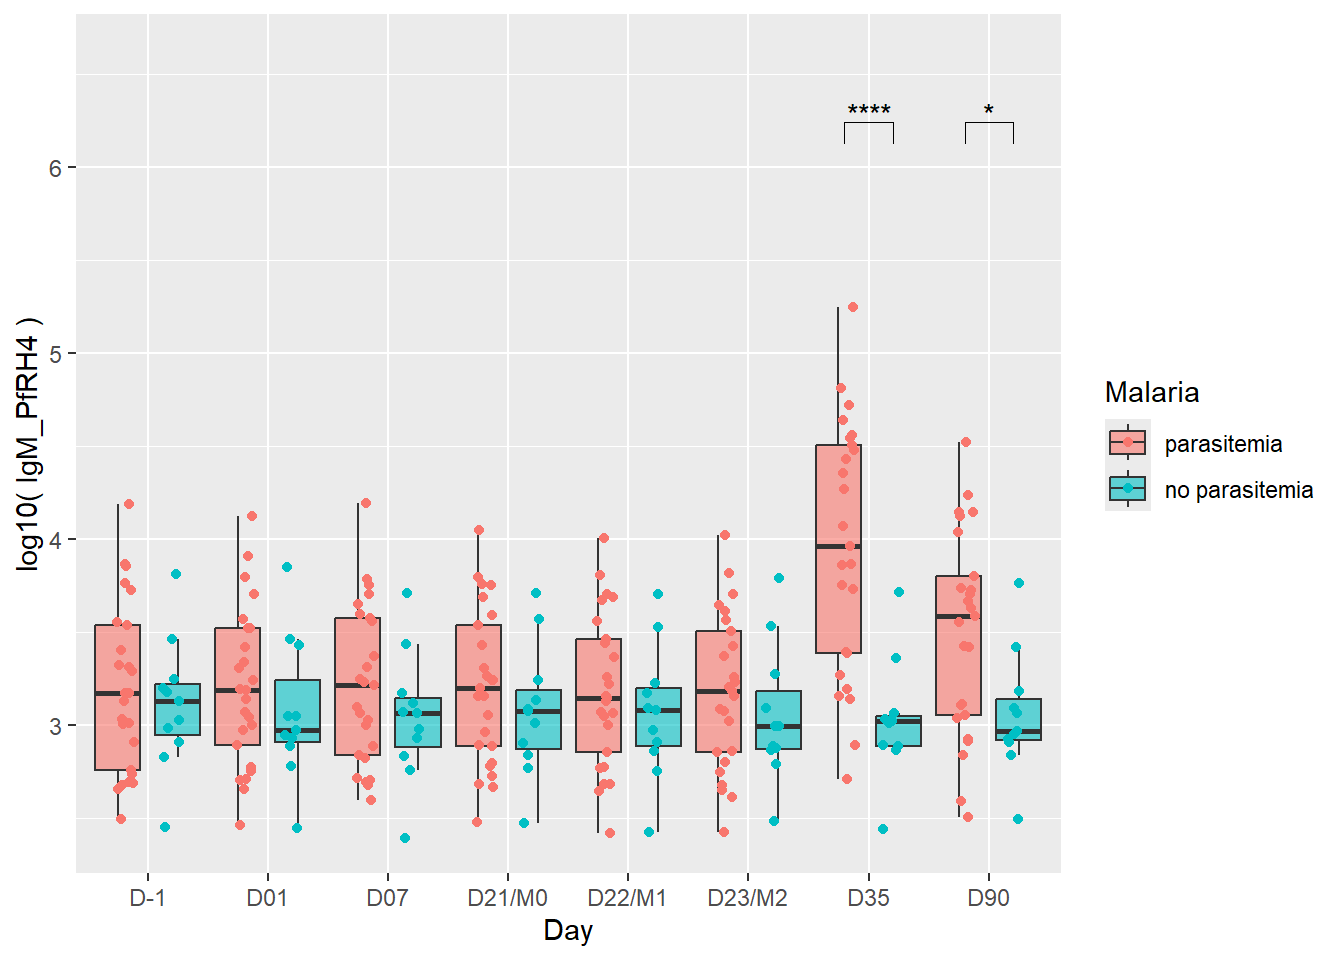 ****
*
6
5
4
3
log10( IgM_PfRH4 )
D-1
D01
D07
D21/M0
D22/M1
D23/M2
D35
D90
Day
Malaria
parasitemia
no parasitemia